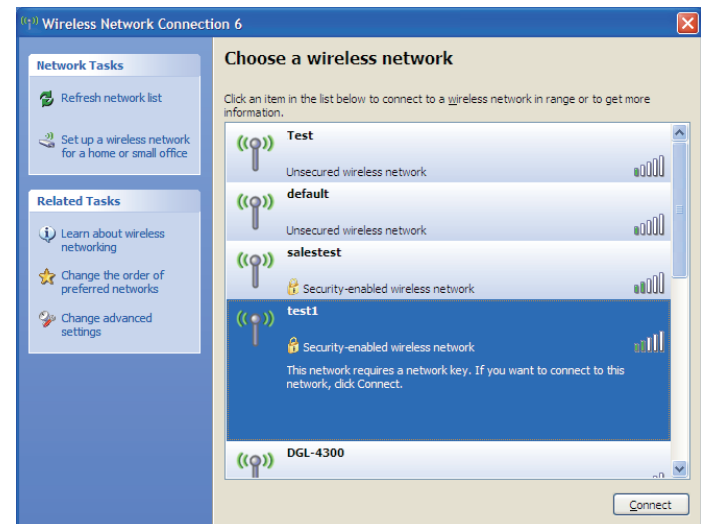 Wireless Network Connection 6
Network Tasks
Refresh network list
Set up a wireless network
for a home or small office
Related Tasks
Learn about wireless
networking
Change the order of
preferred networks
Change advanced
settings
Choose a wireless network
Click an item in the list below to connect to a wireless network in range or to get more
information.
Test
Unsecured wireless network
default
Unsecured wireless network
salestest
Security-enabled wireless network
test1
Security-enabled wireless network
This network requires a network key. If you want to connect to this
network, click Connect.
DGL-4300
Connect